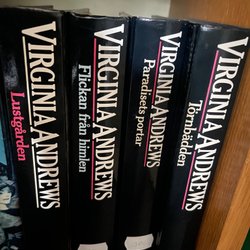 VIRGINIA ANDREWS
Lustgården
VIRGINIA ANDREWS
Flickan från himlen
VIRGINIA ANDREWS
Paradisets portar
VIRGINIA ANDREWS
Törnbädden